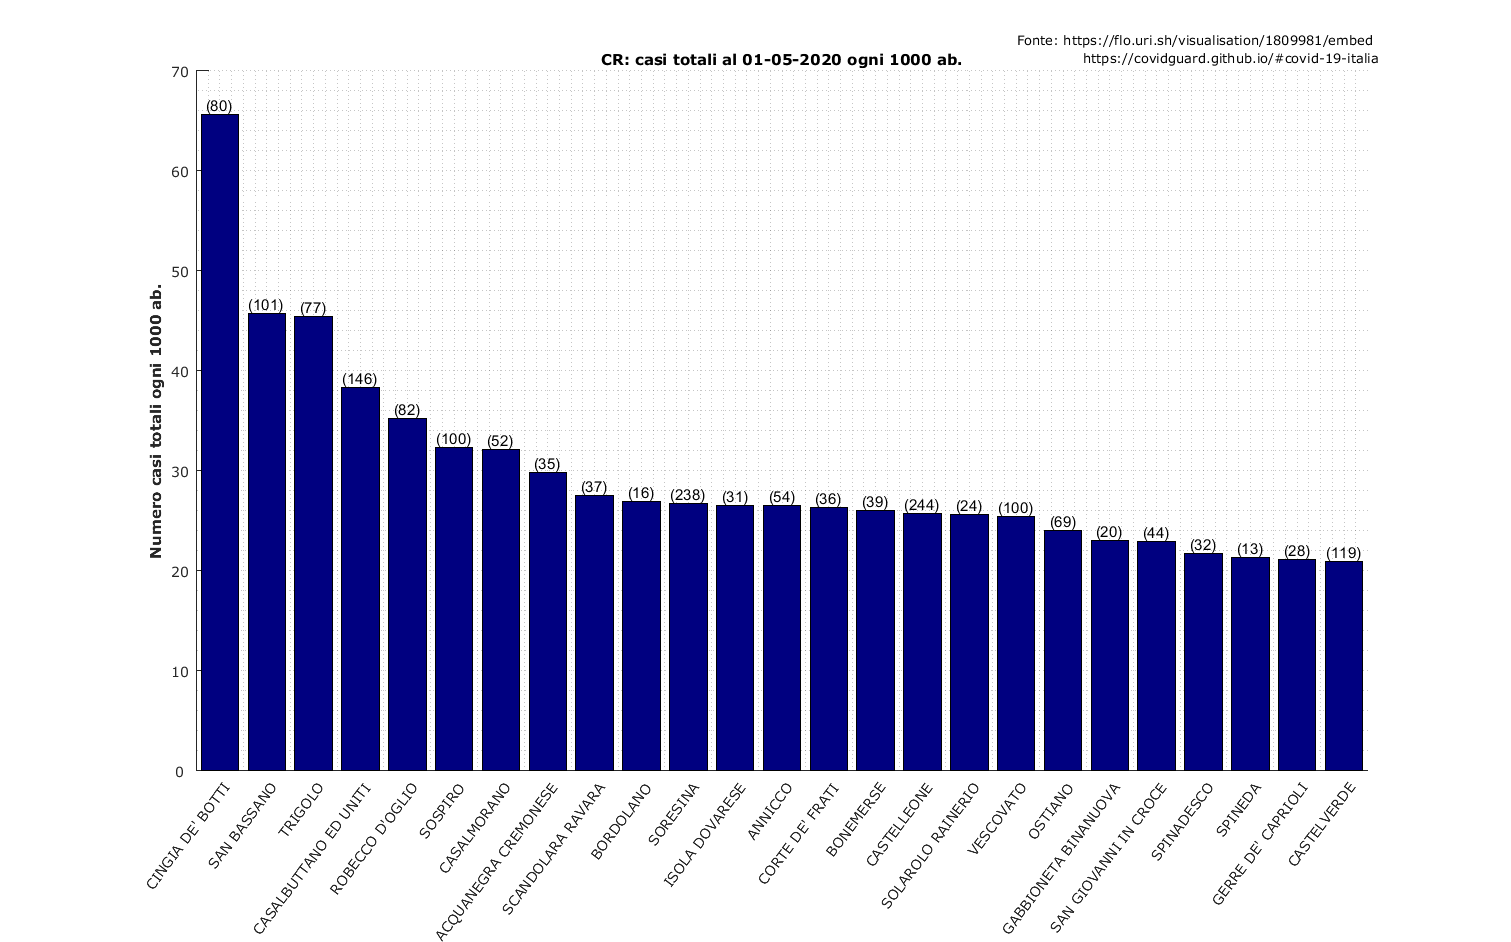 Fonte: https://flo.uri.sh/visualisation/1809981/embed
https://covidguard.github.io/#covid-19-italia
CR: casi totali al 01-05-2020 ogni 1000 ab.
Numero casi totali ogni 1000 ab.
70
60
50
40
30
20
10
0
(80)
(101)
(77)
(146)
(82)
(100)
(52)
(35)
(37)
(16)
(238)
(31)
(54)
(36)
(39)
(244)
(24)
(100)
(69)
(20)
(44)
(32)
(13)
(28)
(119)
CINGIA DE' BOTTI
SAN BASSANO
TRIGOLO
CASALBUTTANO ED UNITI
ROBECCO D'OGLIO
SOSPIRO
CASALMORANO
ACQUANEGRA CREMONESE
SCANDOLARA RAVARA
BORDOLANO
SORESINA
ISOLA DOVARESE
ANNICCO
CORTE DE' FRATI
BONEMERSE
CASTELLEONE
SOLAROLO RAINERIO
VESCOVATO
OSTIANO
GABBIONETA BINANUOVA
SAN GIOVANNI IN CROCE
SPINADESCO
SPINEDA
GERRE DE' CAPRIOLI
CASTELVERDE